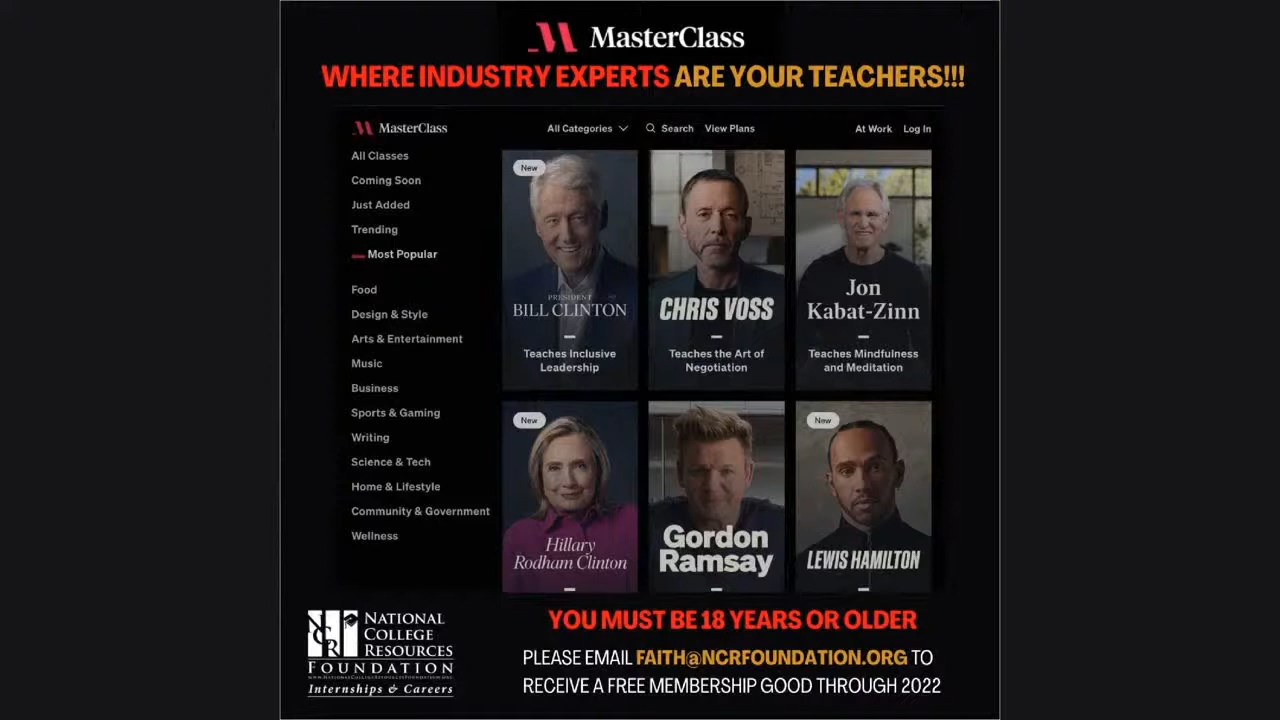 MasterClass
WHERE INDUSTRY EXPERTS ARE YOUR TEACHERS!!!
MasterClass
All Categories
Search
View Plans
At Work
Log In
All Classes
Coming Soon
Just Added
Trending
Most Popular
Food
Design & Style
Arts & Entertainment
Music
Business
Sports & Gaming
Writing
Science & Tech
Home & Lifestyle
Community & Government
Wellness
New
PRESIDENT
BILL CLINTON
Teaches Inclusive
Leadership
CHRIS VOSS
Teaches the Art of
Negotiation
Jon
Kabat-Zinn
Teaches Mindfulness
and Meditation
New
Hillary
Rodham Clinton
Gordon
Ramsay
New
LEWIS HAMILTON
NCR
NATIONAL
COLLEGE
RESOURCES
FOUNDATION
WWW.NATIONALCOLLEGERESOURCESFOUNDATION.ORG
Internships & Careers
YOU MUST BE 18 YEARS OR OLDER
PLEASE EMAIL FAITH@NCRFOUNDATION.ORG TO
RECEIVE A FREE MEMBERSHIP GOOD THROUGH 2022